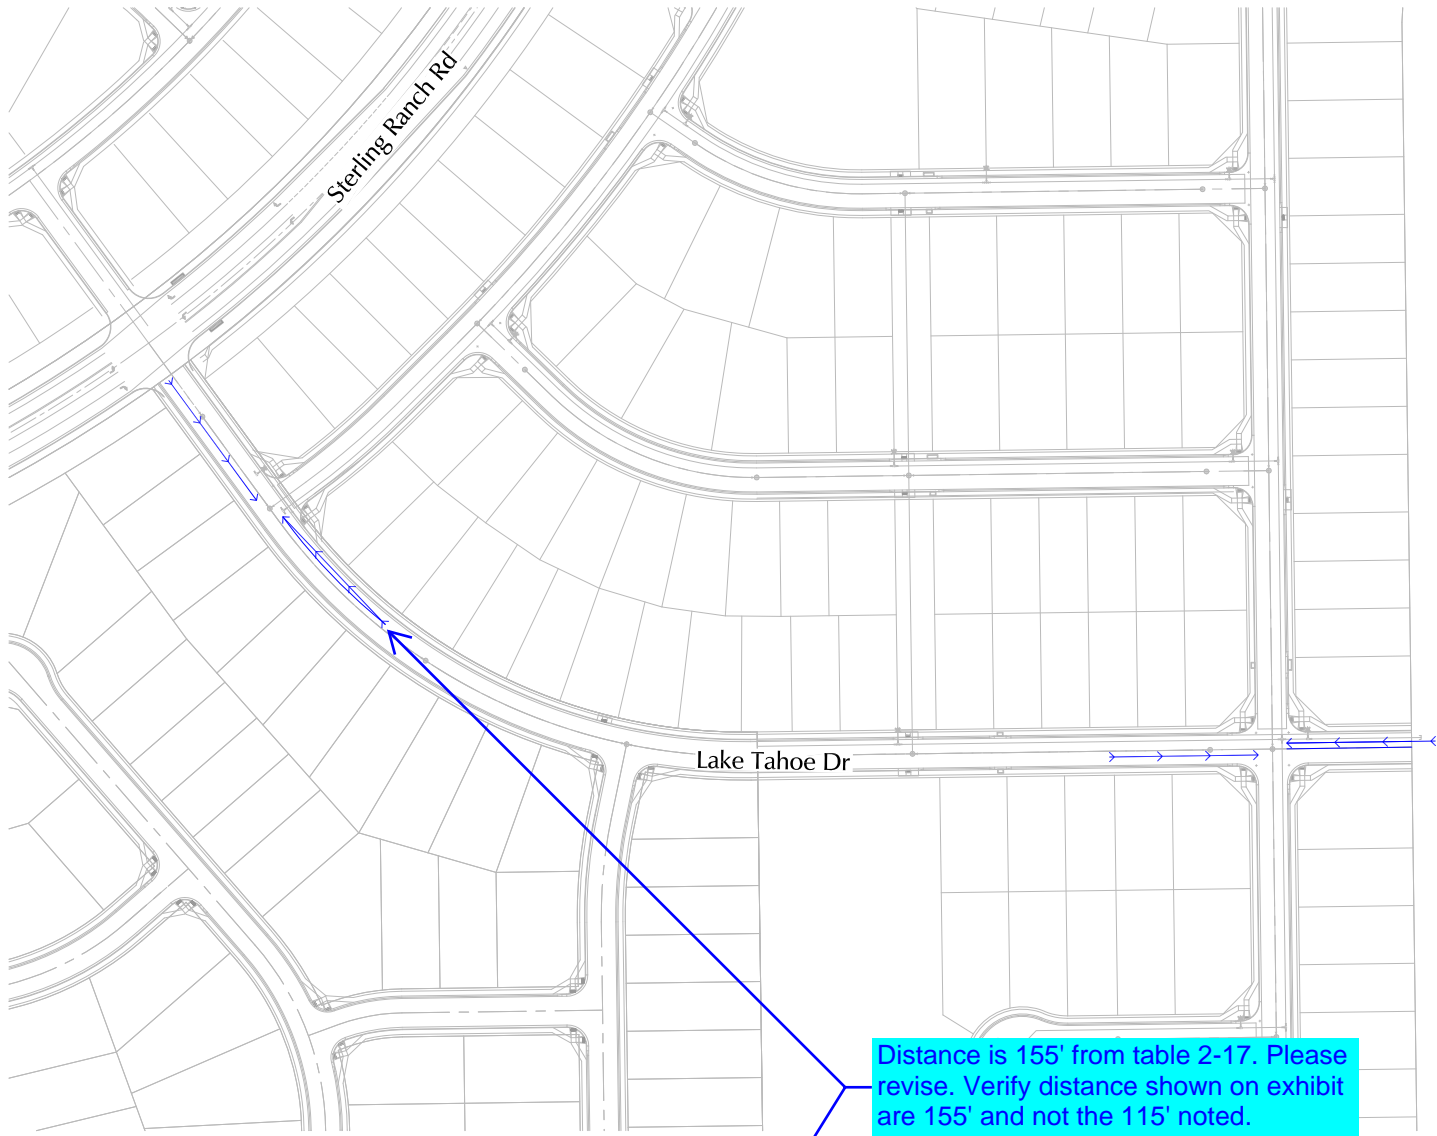 Sterling Ranch Rd
Lake Tahoe Dr
Distance is 155' from table 2-17. Please
revise. Verify distance shown on exhibit
are 155' and not the 115' noted.